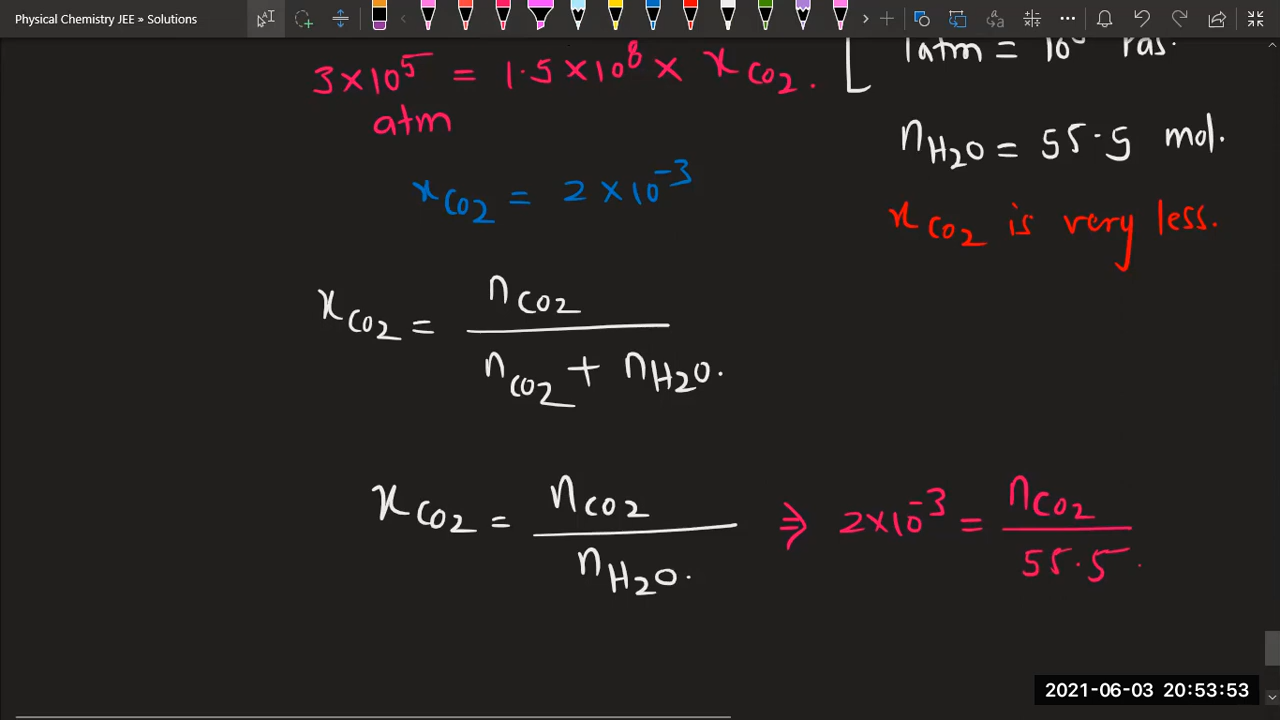 Physical Chemistry JEE » Solutions
1atm = 10
3×10⁵ = 1.5×10⁸ × x_CO2.
atm
n_H2O = 55.5 mol.
x_CO2 = 2×10⁻³
x_CO2 is very less.
x_CO2 = n_CO2 / (n_CO2 + n_H2O.)
x_CO2 = n_CO2 / n_H2O. ⇒ 2×10⁻³ = n_CO2 / 55.5.
2021-06-03 20:53:53